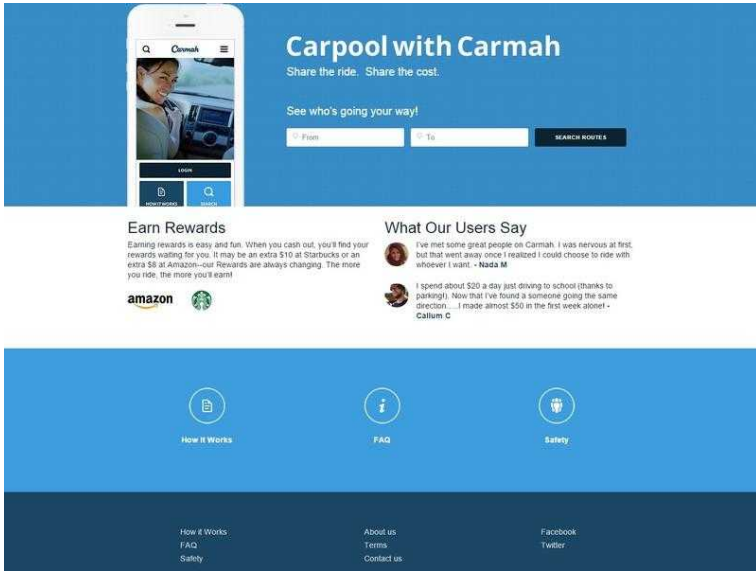 Carmah
LOGIN
HOW IT WORKS
SEARCH
Carpool with Carmah
Share the ride. Share the cost.
See who's going your way!
From
To
SEARCH ROUTES
Earn Rewards
Earning rewards is easy and fun. When you cash out, you'll find your
rewards waiting for you. It may be an extra $10 at Starbucks or an
extra $8 at Amazon--our Rewards are always changing. The more
you ride, the more you'll earn!
amazon
What Our Users Say
I've met some great people on Carmah. I was nervous at first,
but that went away once I realized I could choose to ride with
whoever I want. - Nada M
I spend about $20 a day just driving to school (thanks to
parking!). Now that I've found a someone going the same
direction.....I made almost $50 in the first week alone! -
Callum C
How It Works
FAQ
Safety
How it Works
FAQ
Safety
About us
Terms
Contact us
Facebook
Twitter